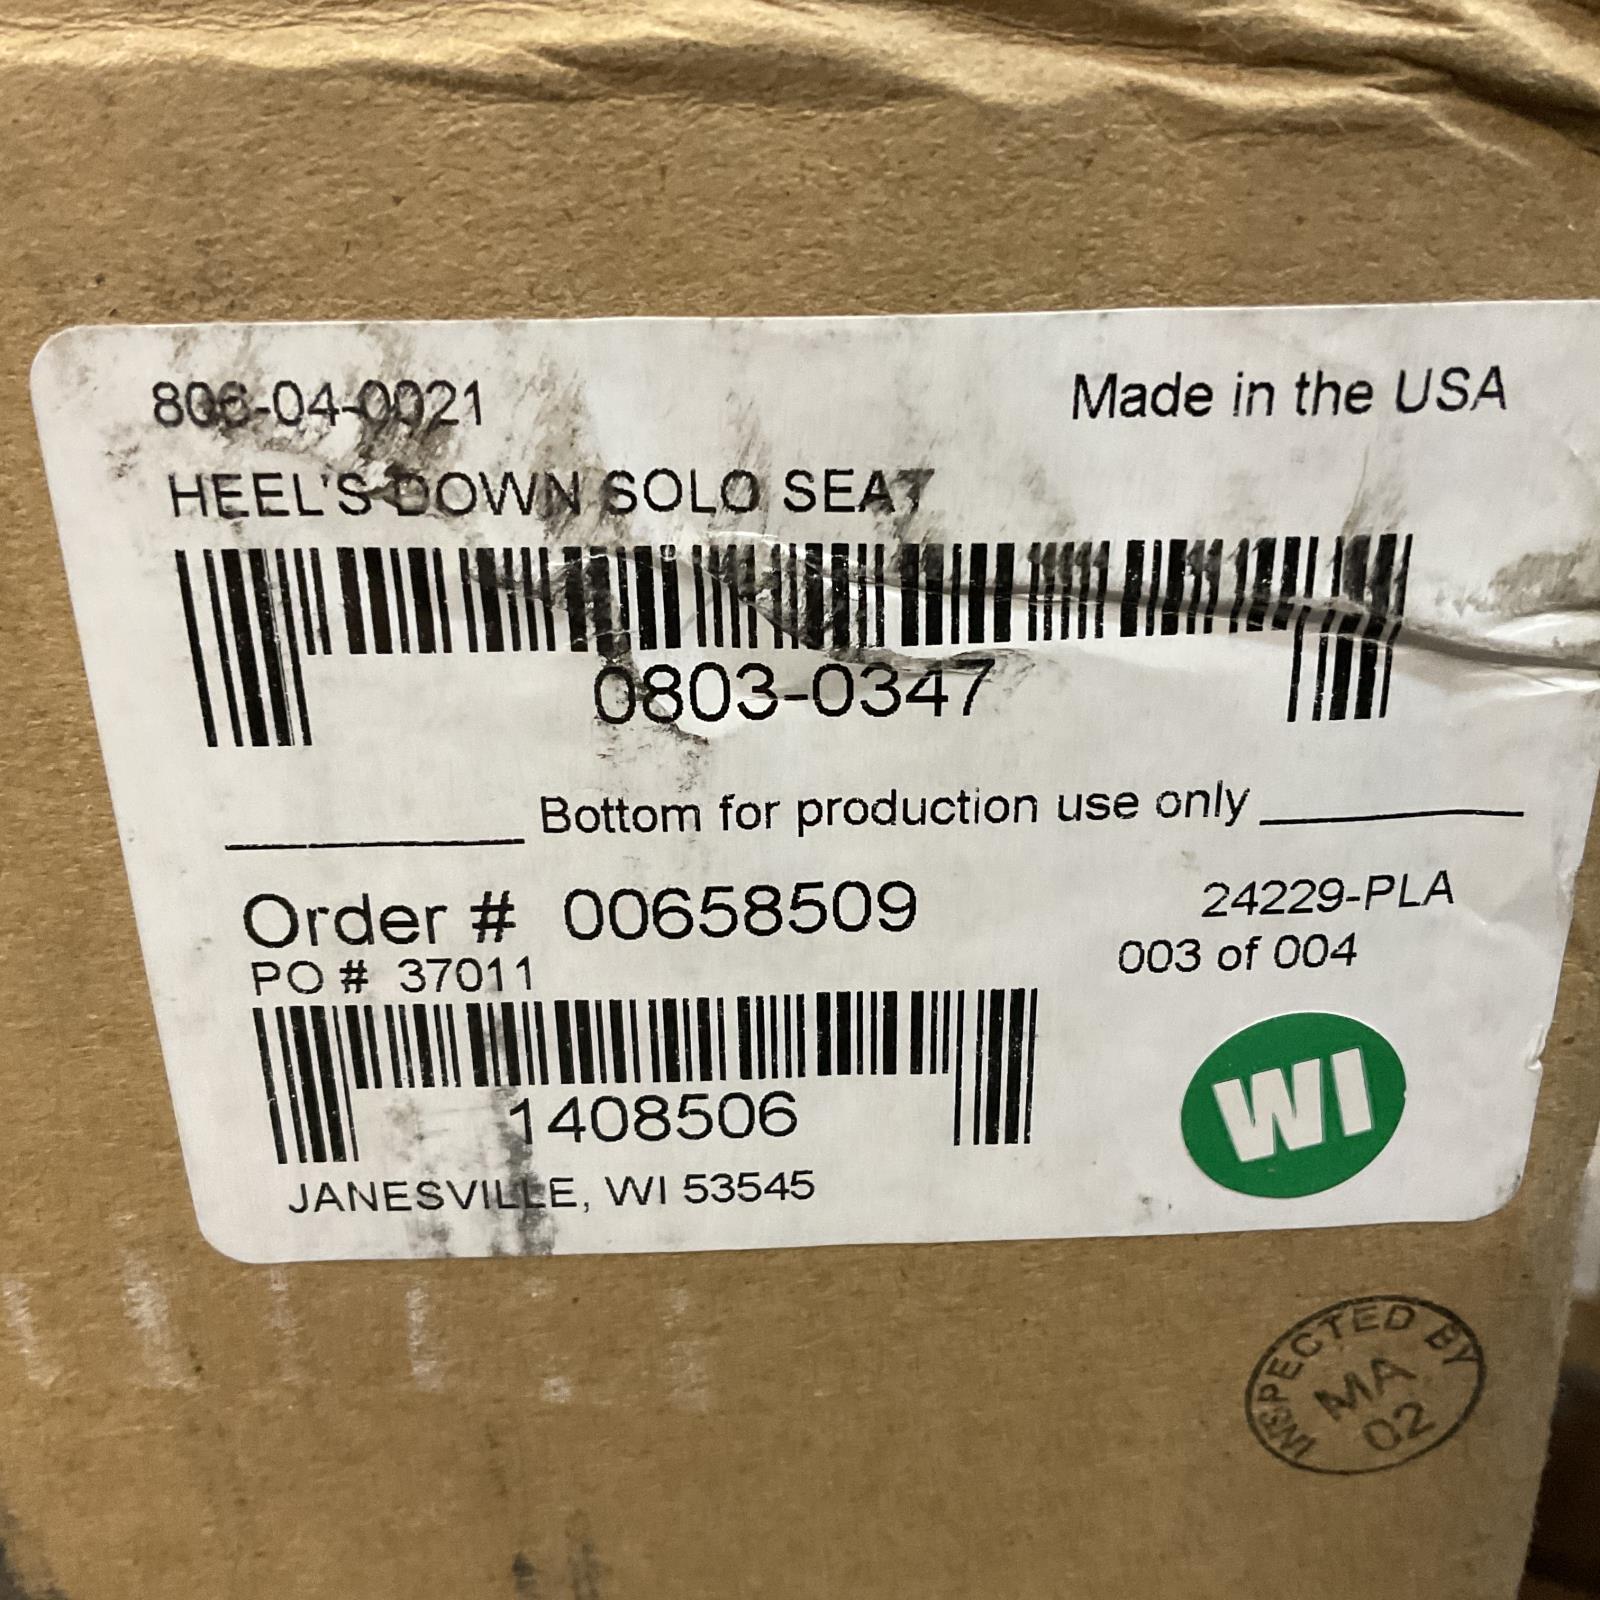 806-04-0021
Made in the USA
HEEL'S DOWN SOLO SEAT
0803-0347
Bottom for production use only
Order # 00658509
24229-PLA
PO # 37011
003 of 004
1408506
WI
JANESVILLE, WI 53545
INSPECTED BY
MA
02